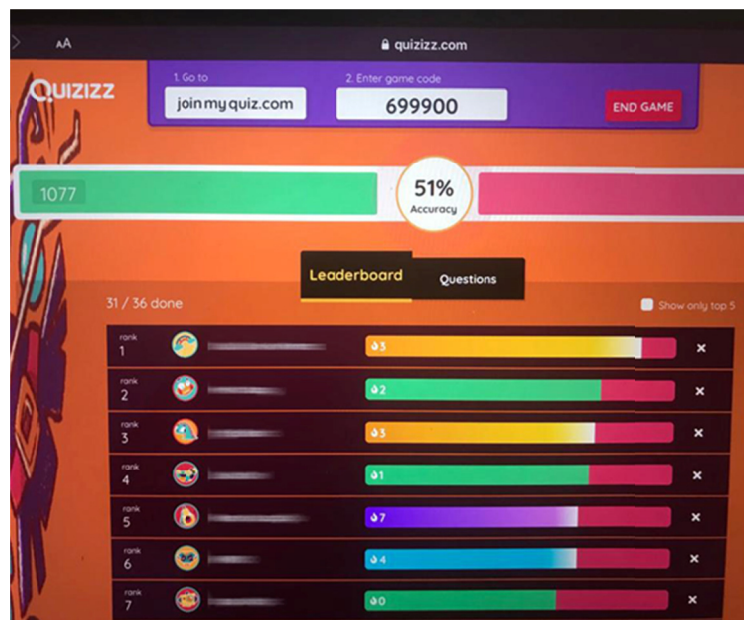 AA
quizizz.com
QUIZIZZ
1. Go to
joinmyquiz.com
2. Enter game code
699900
END GAME
1077
51%
Accuracy
Leaderboard
Questions
31 / 36 done
Show only top 5
rank
1
3
×
rank
2
2
×
rank
3
3
×
rank
4
1
×
rank
5
7
×
rank
6
4
×
rank
7
0
×